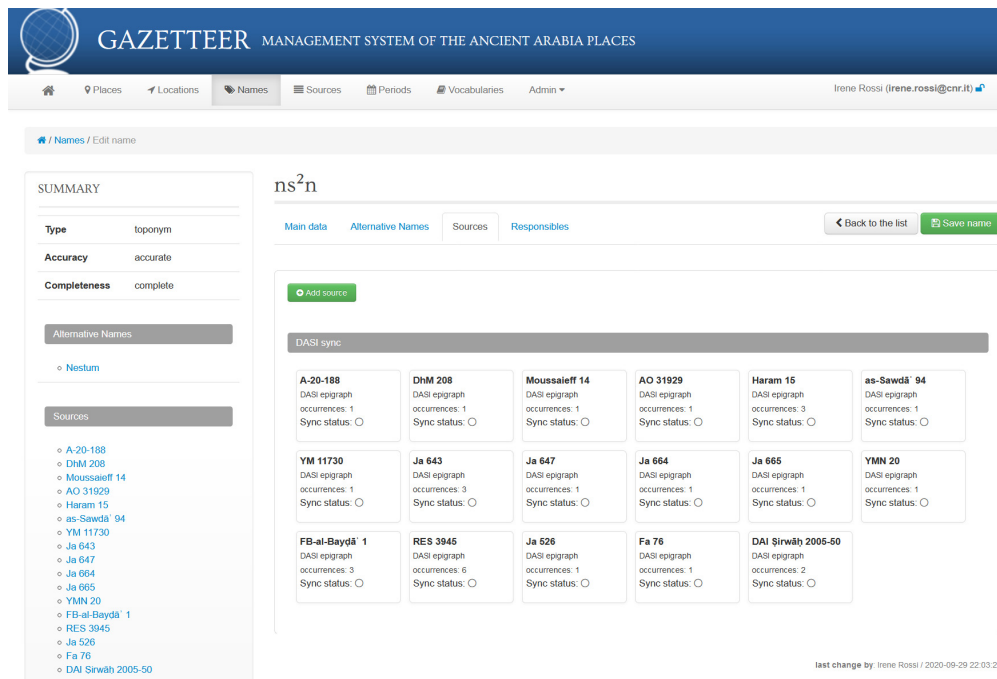 GAZETTEER MANAGEMENT SYSTEM OF THE ANCIENT ARABIA PLACES
Places Locations Names Sources Periods Vocabularies Admin Irene Rossi (irene.rossi@cnr.it)
/ Names / Edit name
SUMMARY
Type toponym
Accuracy accurate
Completeness complete
Alternative Names
Nestum
Sources
A-20-188
DhM 208
Moussaieff 14
AO 31929
Haram 15
as-Sawdāʾ 94
YM 11730
Ja 643
Ja 647
Ja 664
Ja 665
YMN 20
FB-al-Bayḍāʾ 1
RES 3945
Ja 526
Fa 76
DAI Ṣirwāḥ 2005-50
ns²n
Main data Alternative Names Sources Responsibles Back to the list Save name
Add source
DASI sync
A-20-188 DhM 208 Moussaieff 14 AO 31929 Haram 15 as-Sawdāʾ 94
DASI epigraph DASI epigraph DASI epigraph DASI epigraph DASI epigraph DASI epigraph
occurrences: 1 occurrences: 1 occurrences: 1 occurrences: 1 occurrences: 3 occurrences: 1
Sync status: Sync status: Sync status: Sync status: Sync status: Sync status:
YM 11730 Ja 643 Ja 647 Ja 664 Ja 665 YMN 20
DASI epigraph DASI epigraph DASI epigraph DASI epigraph DASI epigraph DASI epigraph
occurrences: 1 occurrences: 3 occurrences: 1 occurrences: 1 occurrences: 1 occurrences: 1
Sync status: Sync status: Sync status: Sync status: Sync status: Sync status:
FB-al-Bayḍāʾ 1 RES 3945 Ja 526 Fa 76 DAI Ṣirwāḥ 2005-50
DASI epigraph DASI epigraph DASI epigraph DASI epigraph DASI epigraph
occurrences: 3 occurrences: 6 occurrences: 1 occurrences: 1 occurrences: 2
Sync status: Sync status: Sync status: Sync status: Sync status:
last change by: Irene Rossi / 2020-09-29 22:03:2